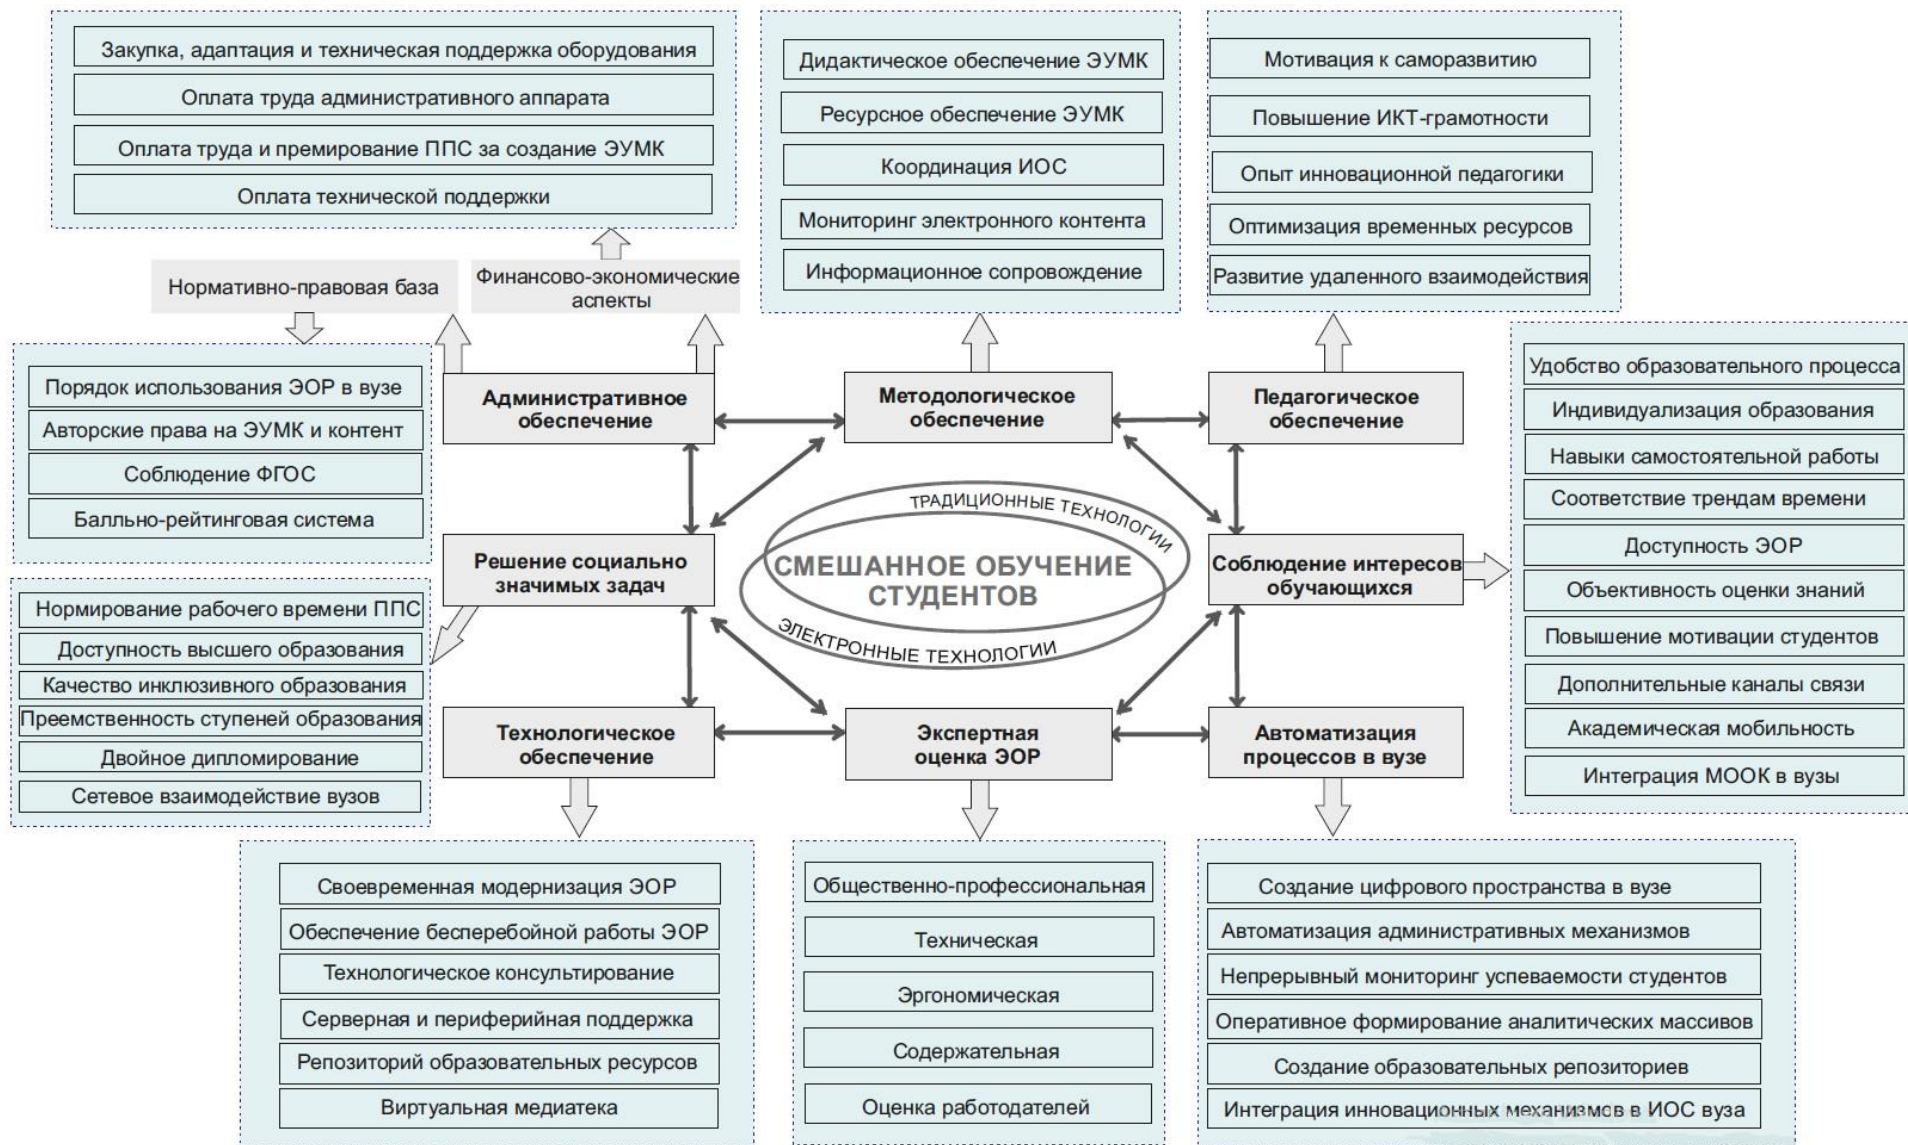 Закупка, адаптация и техническая поддержка оборудования
Оплата труда административного аппарата
Оплата труда и премирование ППС за создание ЭУМК
Оплата технической поддержки
Дидактическое обеспечение ЭУМК
Ресурсное обеспечение ЭУМК
Координация ИОС
Мониторинг электронного контента
Информационное сопровождение
Мотивация к саморазвитию
Повышение ИКТ-грамотности
Опыт инновационной педагогики
Оптимизация временных ресурсов
Развитие удаленного взаимодействия
Нормативно-правовая база
Финансово-экономические
аспекты
Порядок использования ЭОР в вузе
Авторские права на ЭУМК и контент
Соблюдение ФГОС
Балльно-рейтинговая система
Административное
обеспечение
Методологическое
обеспечение
Педагогическое
обеспечение
Удобство образовательного процесса
Индивидуализация образования
Навыки самостоятельной работы
Соответствие трендам времени
Доступность ЭОР
Объективность оценки знаний
Повышение мотивации студентов
Дополнительные каналы связи
Академическая мобильность
Интеграция МООК в вузы
Решение социально
значимых задач
ТРАДИЦИОННЫЕ ТЕХНОЛОГИИ
СМЕШАННОЕ ОБУЧЕНИЕ
СТУДЕНТОВ
ЭЛЕКТРОННЫЕ ТЕХНОЛОГИИ
Соблюдение интересов
обучающихся
Нормирование рабочего времени ППС
Доступность высшего образования
Качество инклюзивного образования
Преемственность ступеней образования
Двойное дипломирование
Сетевое взаимодействие вузов
Технологическое
обеспечение
Экспертная
оценка ЭОР
Автоматизация
процессов в вузе
Своевременная модернизация ЭОР
Обеспечение бесперебойной работы ЭОР
Технологическое консультирование
Серверная и периферийная поддержка
Репозиторий образовательных ресурсов
Виртуальная медиатека
Общественно-профессиональная
Техническая
Эргономическая
Содержательная
Оценка работодателей
Создание цифрового пространства в вузе
Автоматизация административных механизмов
Непрерывный мониторинг успеваемости студентов
Оперативное формирование аналитических массивов
Создание образовательных репозиториев
Интеграция инновационных механизмов в ИОС вуза